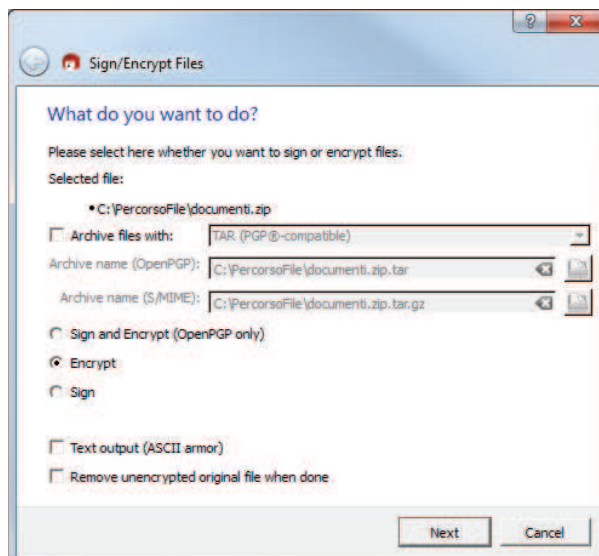 Sign/Encrypt Files
What do you want to do?
Please select here whether you want to sign or encrypt files.
Selected file:
•C:\PercorsoFile\documenti.zip
Archive files with: TAR (PGP®-compatible)
Archive name (OpenPGP): C:\PercorsoFile\documenti.zip.tar
Archive name (S/MIME): C:\PercorsoFile\documenti.zip.tar.gz
Sign and Encrypt (OpenPGP only)
Encrypt
Sign
Text output (ASCII armor)
Remove unencrypted original file when done
Next Cancel